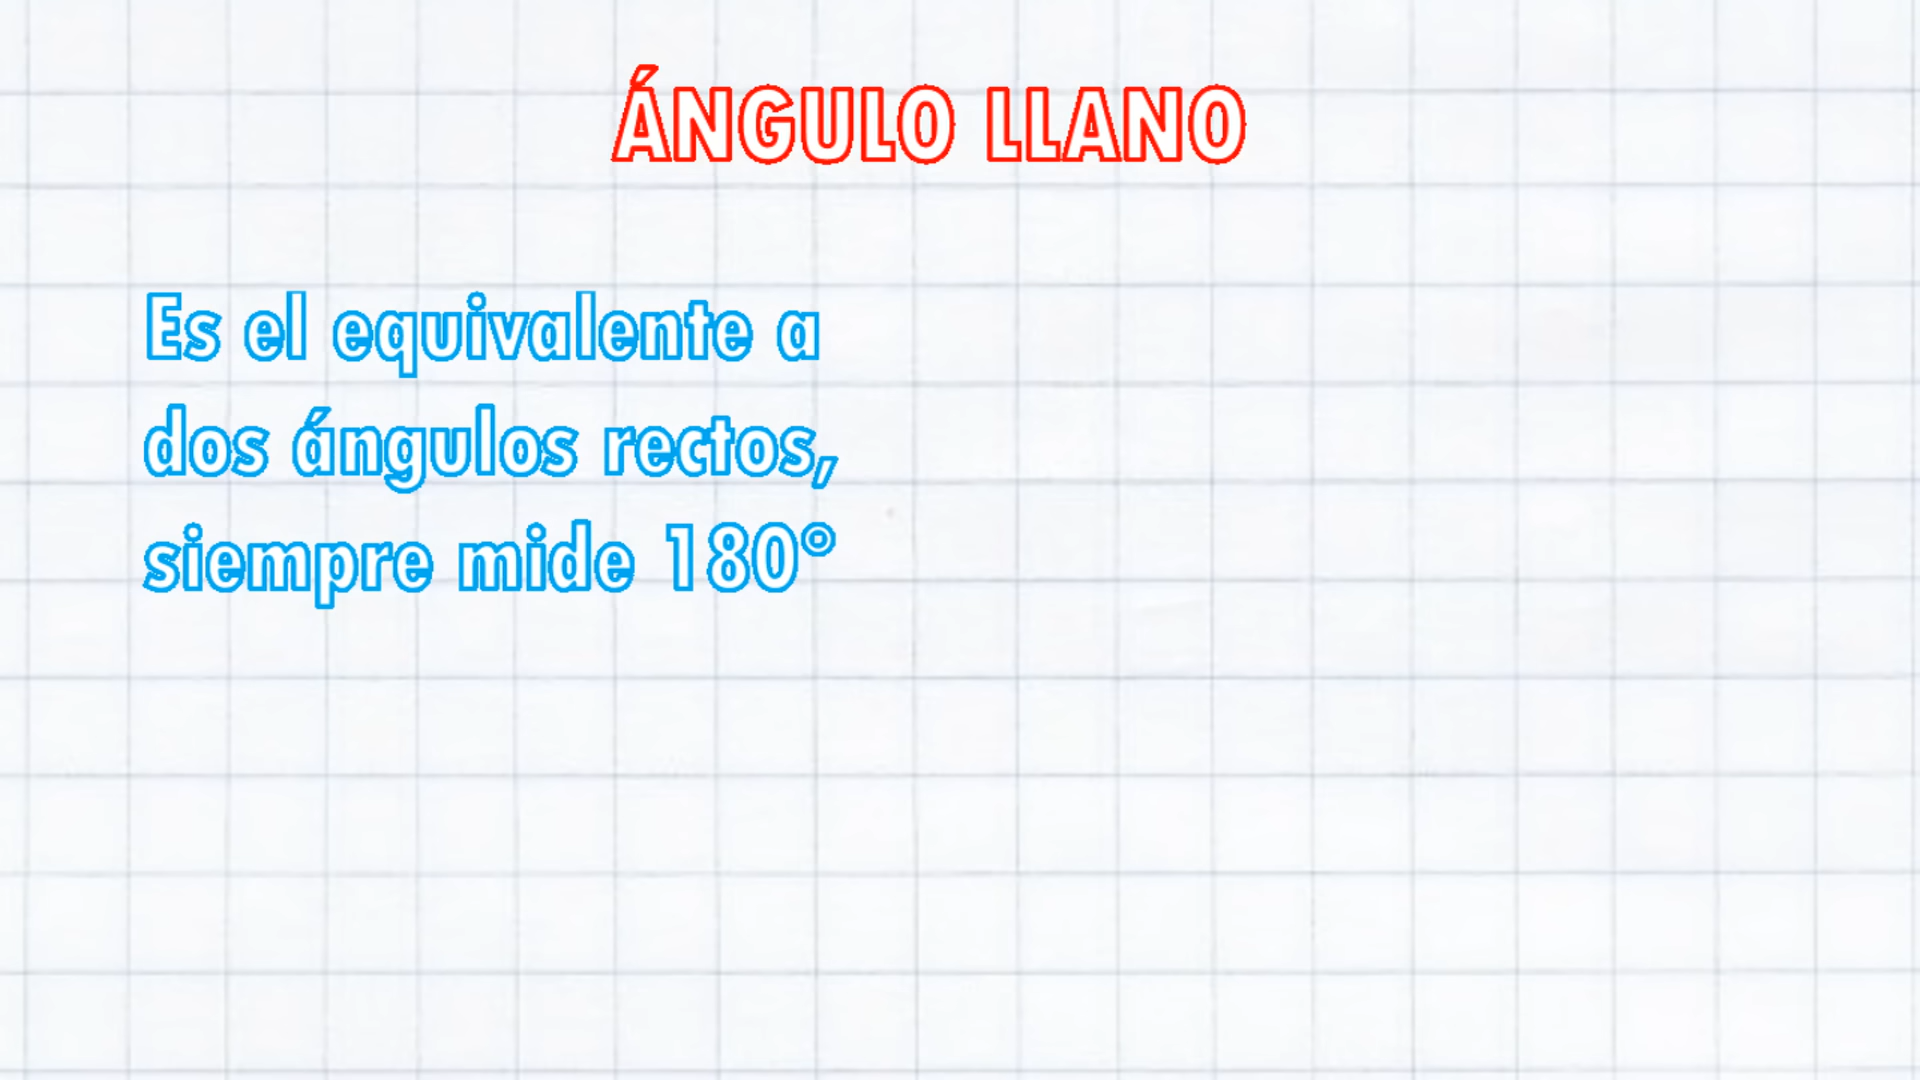 ÁNGULO LLANO
Es el equivalente a
dos ángulos rectos,
siempre mide 180°